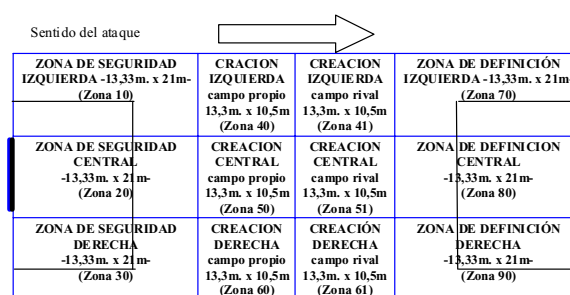 Sentido del ataque
ZONA DE SEGURIDAD
IZQUIERDA -13,33m. x 21m-
(Zona 10)
CRACION
IZQUIERDA
campo propio
13,3m. x 10,5m
(Zona 40)
CREACION
IZQUIERDA
campo rival
13,3m. x 10,5m
(Zona 41)
ZONA DE DEFINICIÓN
IZQUIERDA -13,33m. x 21m-
(Zona 70)
ZONA DE SEGURIDAD
CENTRAL
-13,33m. x 21m-
(Zona 20)
CREACION
CENTRAL
campo propio
13,3m. x 10,5m
(Zona 50)
CREACION
CENTRAL
campo rival
13,3m. x 10,5m
(Zona 51)
ZONA DE DEFINICION
CENTRAL
-13,33m. x 21m-
(Zona 80)
ZONA DE SEGURIDAD
DERECHA
-13,33m. x 21m-
(Zona 30)
CREACION
DERECHA
campo propio
13,3m. x 10,5m
(Zona 60)
CREACIÓN
DERECHA
campo rival
13,3m. x 10,5m
(Zona 61)
ZONA DE DEFINICIÓN
DERECHA
-13,33m. x 21m-
(Zona 90)